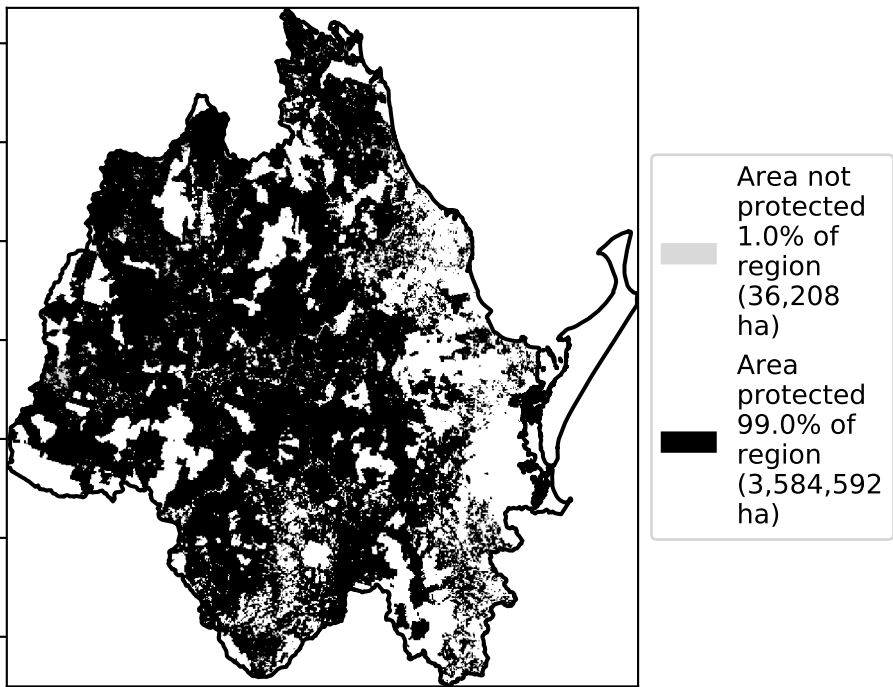 Area not
protected
1.0% of
region
(36,208
ha)
Area
protected
99.0% of
region
(3,584,592
ha)